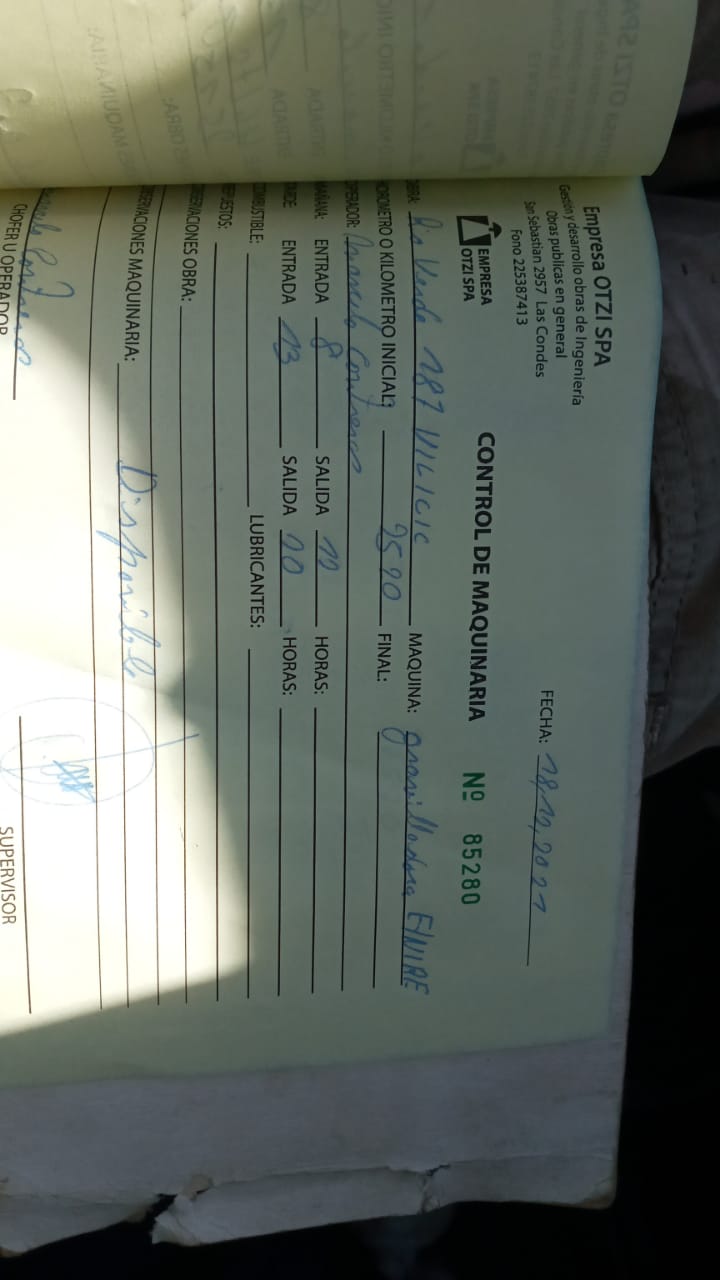 Empresa OTZI SPA
Gestión y desarrollo obras de Ingeniería
Obras publicas en general
San Sebastian 2957 Las Condes
Fono 225387413
FECHA: 18,12,2021
EMPRESA
OTZI SPA
CONTROL DE MAQUINARIA Nº 85280
OBRA: Rio Verde 187 VILICIC MAQUINA: gravilladora E/NIRE
HOROMETRO O KILOMETRO INICIAL: 2520 FINAL:
OPERADOR: Marcelo Contreras
MAÑANA: ENTRADA 8 SALIDA 12 HORAS:
TARDE: ENTRADA 13 SALIDA 20 HORAS:
COMBUSTIBLE: LUBRICANTES:
REPUESTOS:
OBSERVACIONES OBRA:
OBSERVACIONES MAQUINARIA: Disponible
Marcelo Contreras
CHOFER U OPERADOR SUPERVISOR